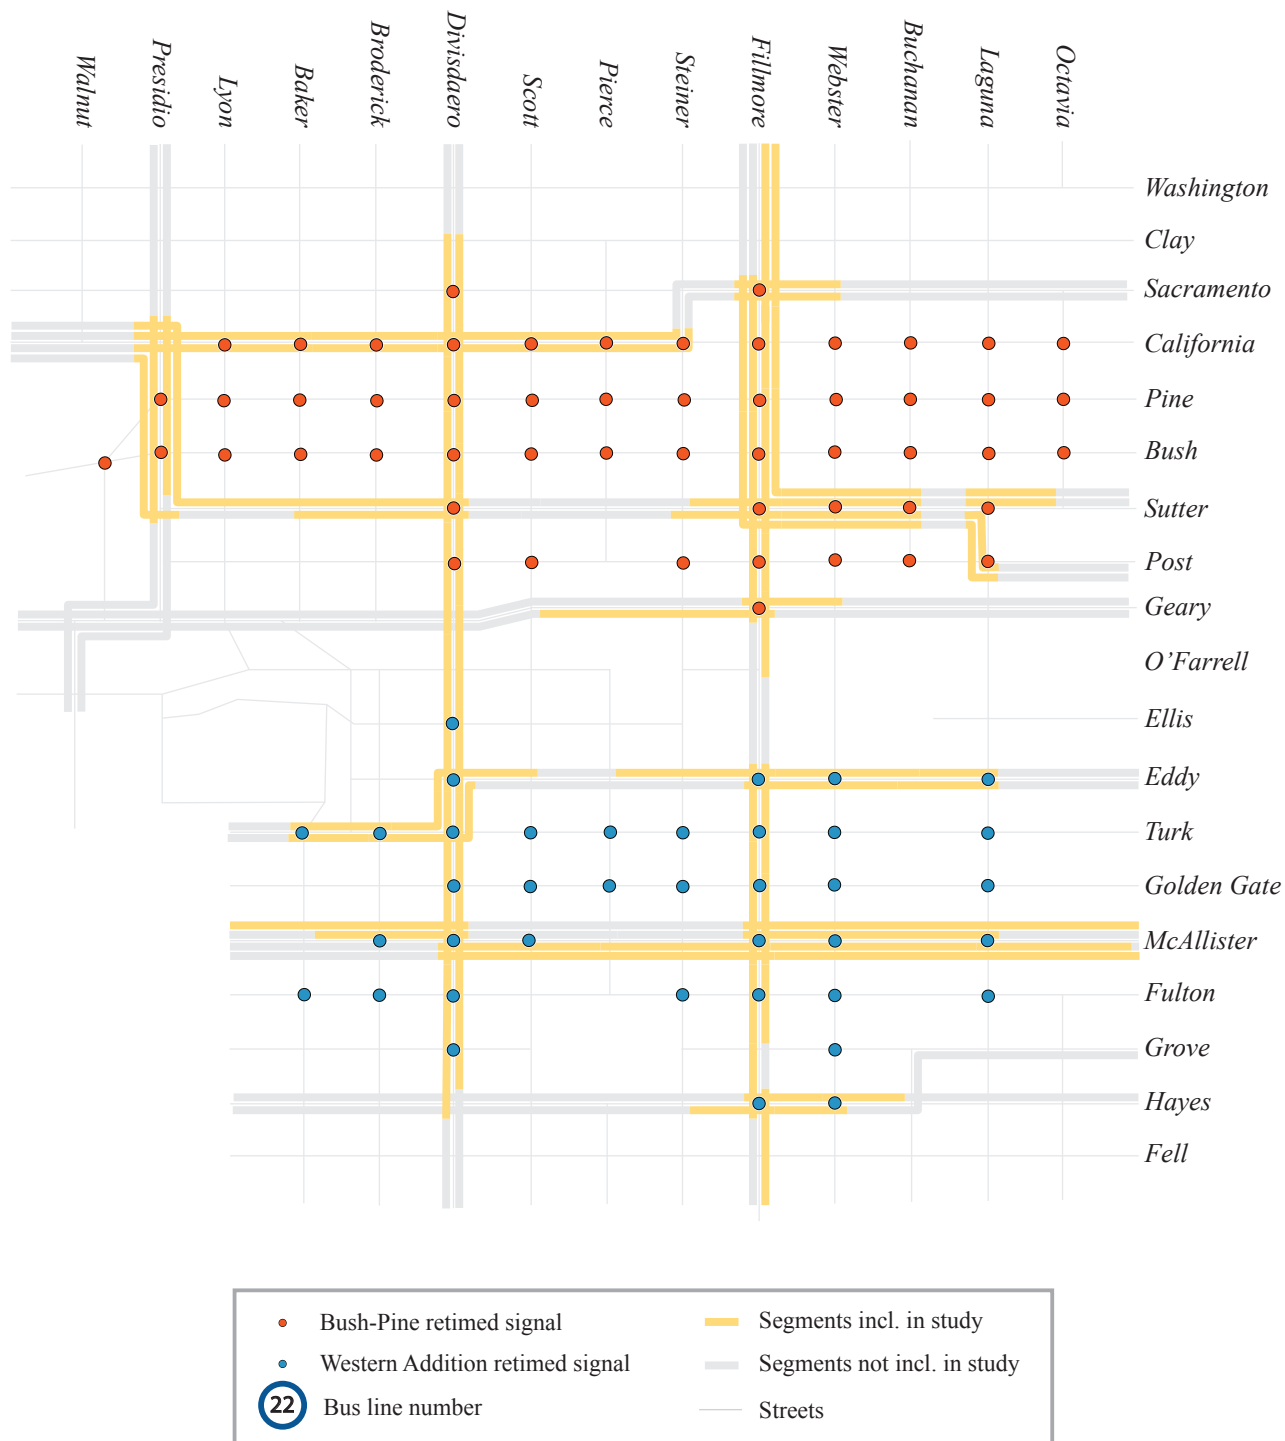 Walnut
Presidio
Lyon
Baker
Broderick
Divisdaero
Scott
Pierce
Steiner
Fillmore
Webster
Buchanan
Laguna
Octavia
Washington
Clay
Sacramento
California
Pine
Bush
Sutter
Post
Geary
O’Farrell
Ellis
Eddy
Turk
Golden Gate
McAllister
Fulton
Grove
Hayes
Fell
Bush-Pine retimed signal
Western Addition retimed signal
22 Bus line number
Segments incl. in study
Segments not incl. in study
Streets